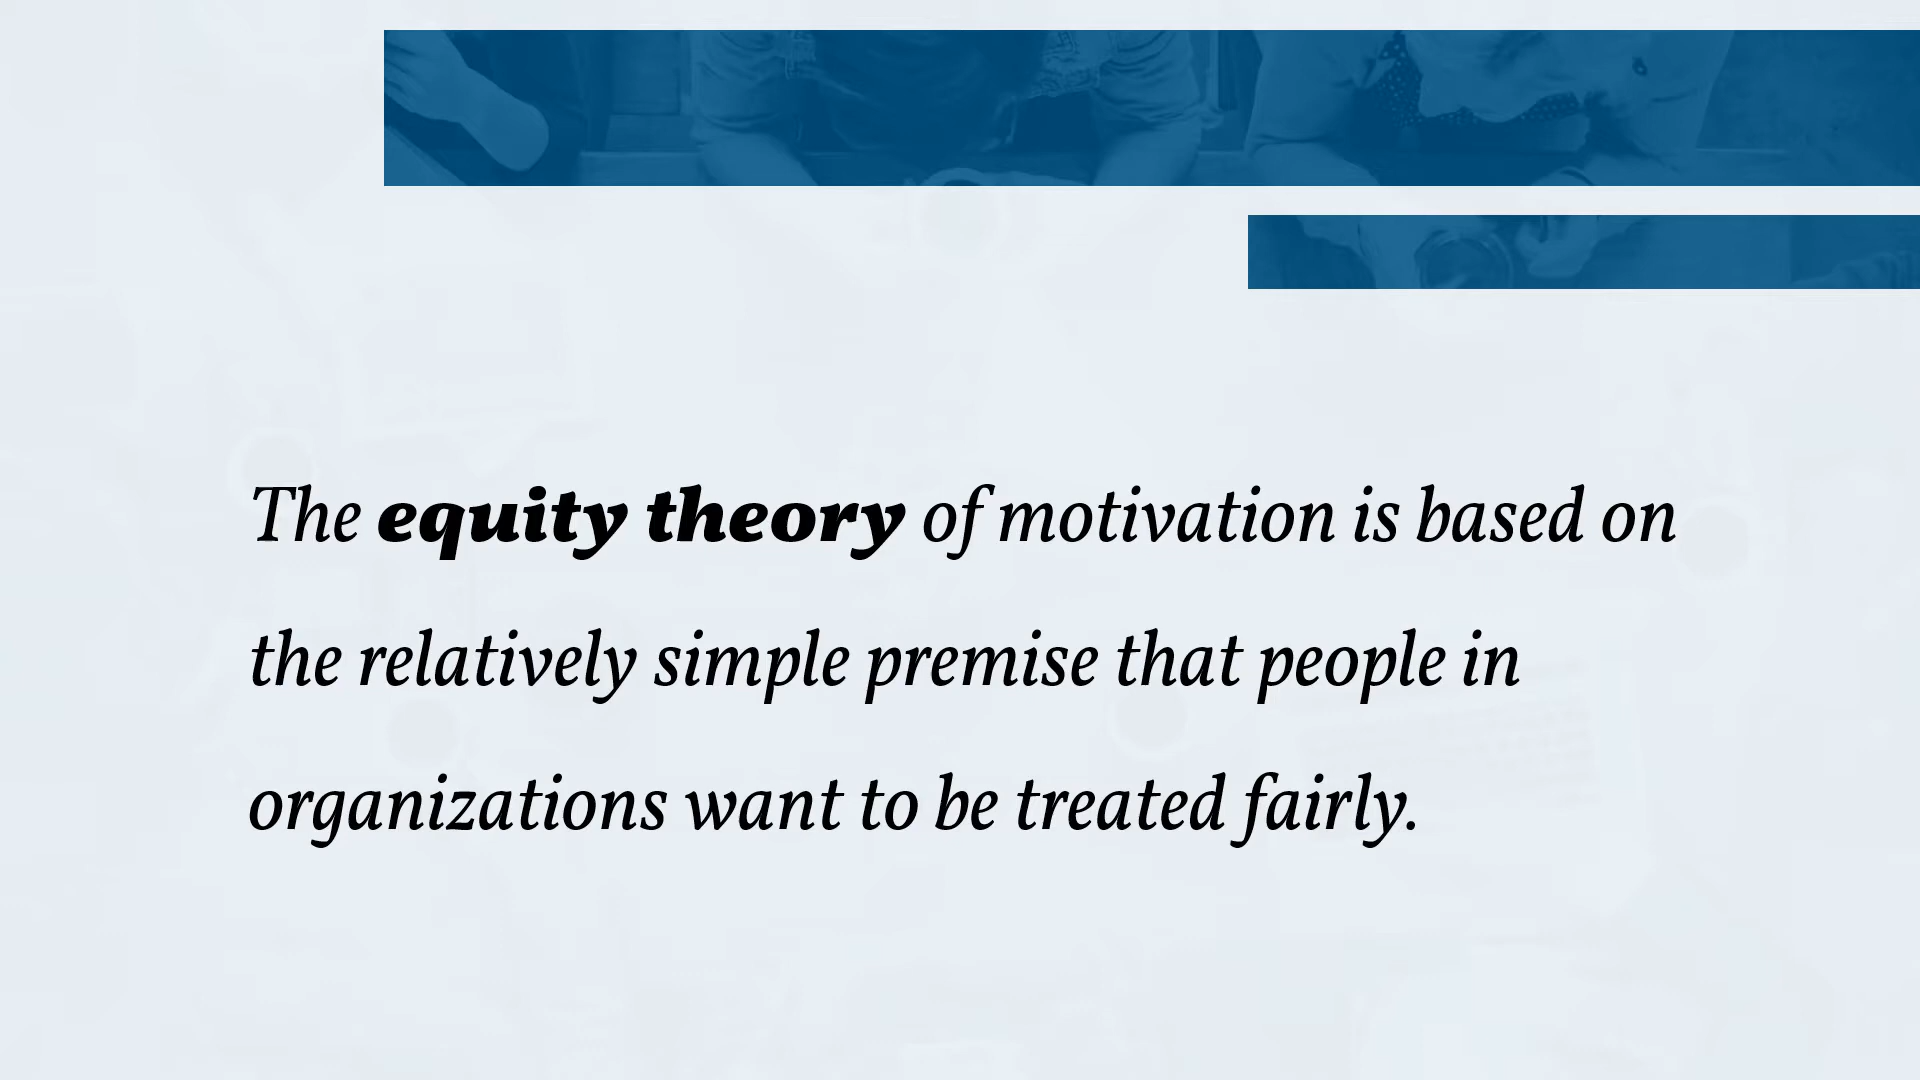 The equity theory of motivation is based on
the relatively simple premise that people in
organizations want to be treated fairly.